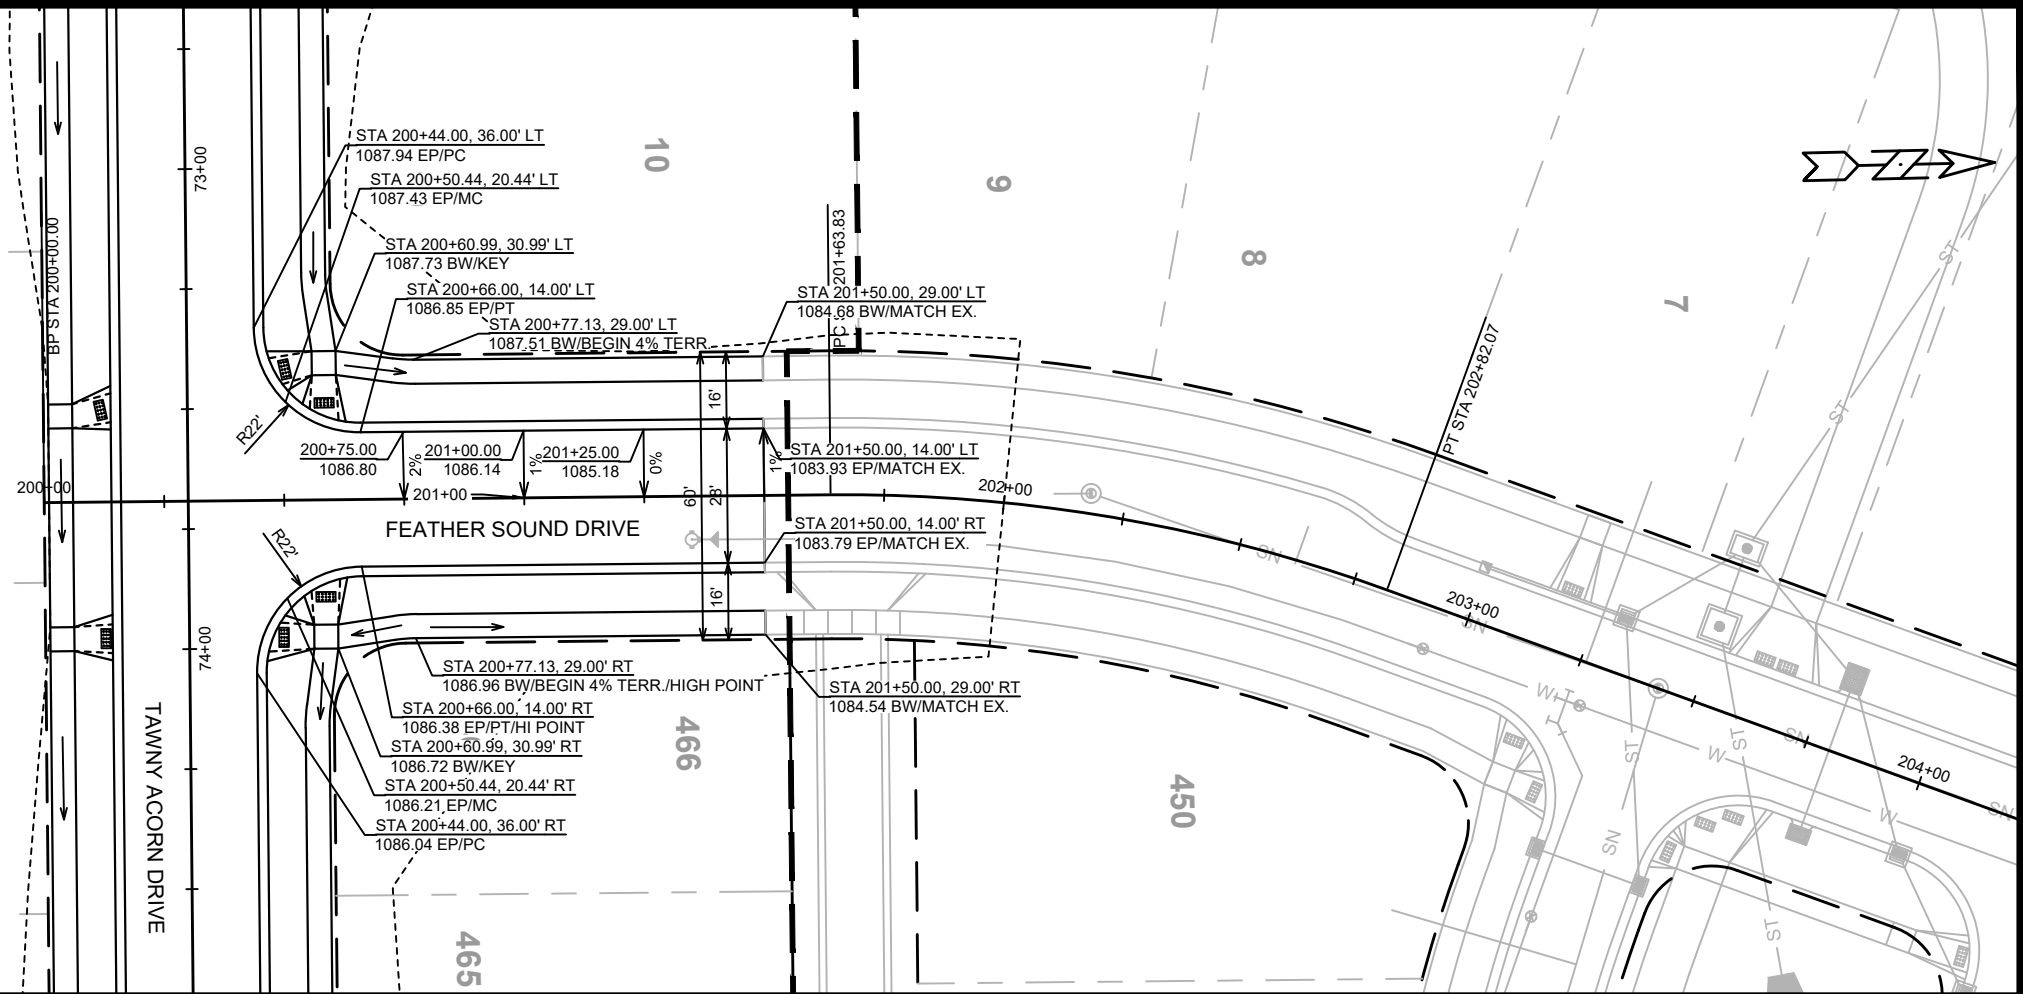 STA 200+44.00, 36.00' LT
1087.94 EP/PC
STA 200+50.44, 20.44' LT
1087.43 EP/MC
STA 200+60.99, 30.99' LT
1087.73 BW/KEY
STA 200+66.00, 14.00' LT
1086.85 EP/PT
STA 200+77.13, 29.00' LT
1087.51 BW/BEGIN 4% TERR.
STA 201+50.00, 29.00' LT
1084.68 BW/MATCH EX.
73+00
BP STA 200+00.00
10
9
8
7
201+63.83
PT STA 202+82.07
N
ST
ST
R22'
200+75.00
1086.80
2%
201+00.00
1086.14
1%
201+25.00
1085.18
0%
1%
STA 201+50.00, 14.00' LT
1083.93 EP/MATCH EX.
16'
60'
28'
16'
200+00
201+00
202+00
203+00
204+00
FEATHER SOUND DRIVE
STA 201+50.00, 14.00' RT
1083.79 EP/MATCH EX.
R22'
SN
SN
74+00
STA 200+77.13, 29.00' RT
1086.96 BW/BEGIN 4% TERR./HIGH POINT
STA 200+66.00, 14.00' RT
1086.38 EP/PT/HI POINT
STA 200+60.99, 30.99' RT
1086.72 BW/KEY
STA 200+50.44, 20.44' RT
1086.21 EP/MC
STA 200+44.00, 36.00' RT
1086.04 EP/PC
STA 201+50.00, 29.00' RT
1084.54 BW/MATCH EX.
TAWNY ACORN DRIVE
466
450
465
W
ST
ST
W
SN
W
SN
SN
ST